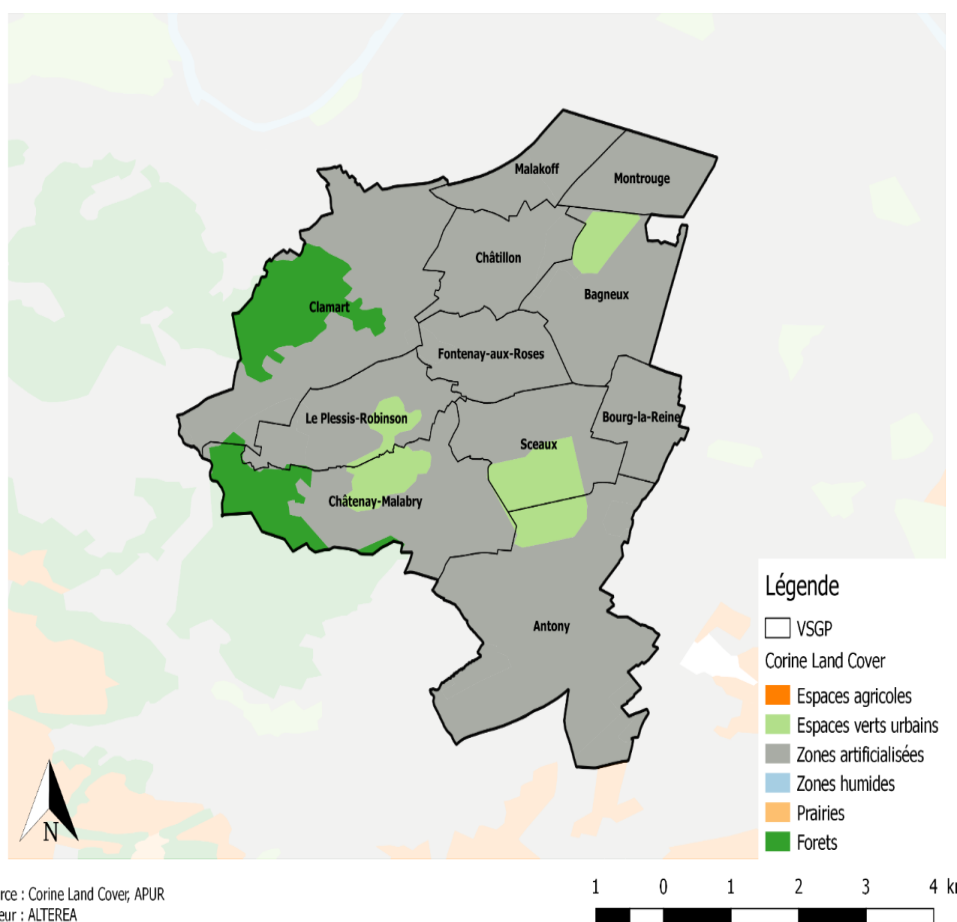 Malakoff
Montrouge
Châtillon
Bagneux
Clamart
Fontenay-aux-Roses
Le Plessis-Robinson
Bourg-la-Reine
Sceaux
Châtenay-Malabry
Antony
Légende
VSGP
Corine Land Cover
Espaces agricoles
Espaces verts urbains
Zones artificialisées
Zones humides
Prairies
Forets
N
rce : Corine Land Cover, APUR
eur : ALTEREA
1 0 1 2 3 4 k